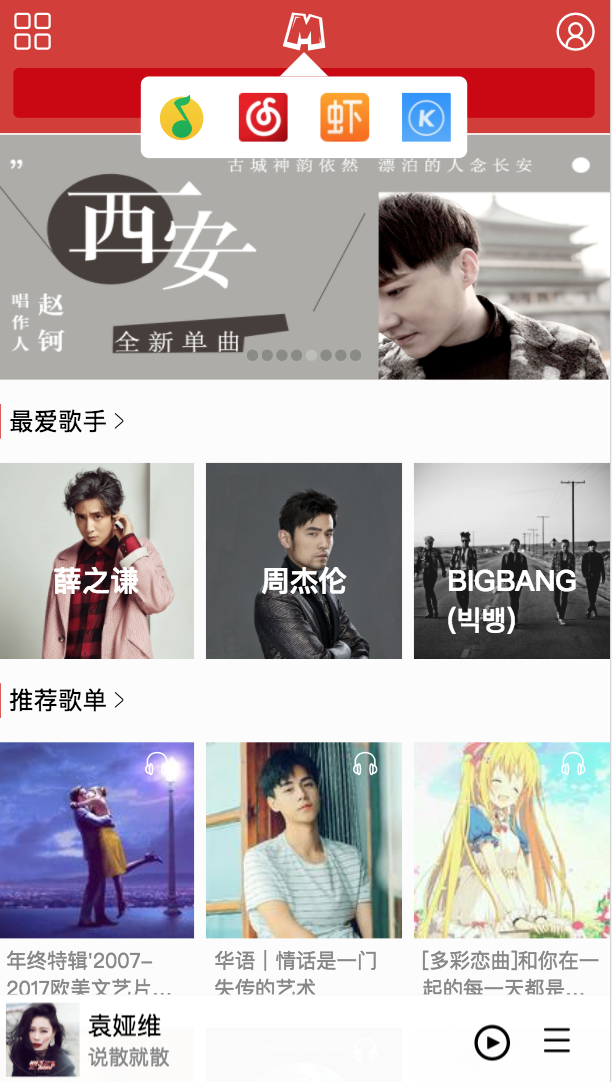 M
虾
K
古城神韵依然 漂泊的人念长安
西安
唱作人
赵钶
全新单曲
最爱歌手
薛之谦
周杰伦
BIGBANG
(빅뱅)
推荐歌单
年终特辑'2007-
2017欧美文艺片...
华语｜情话是一门
失传的艺术
[多彩恋曲]和你在一
起的每一天都是...
袁娅维
说散就散